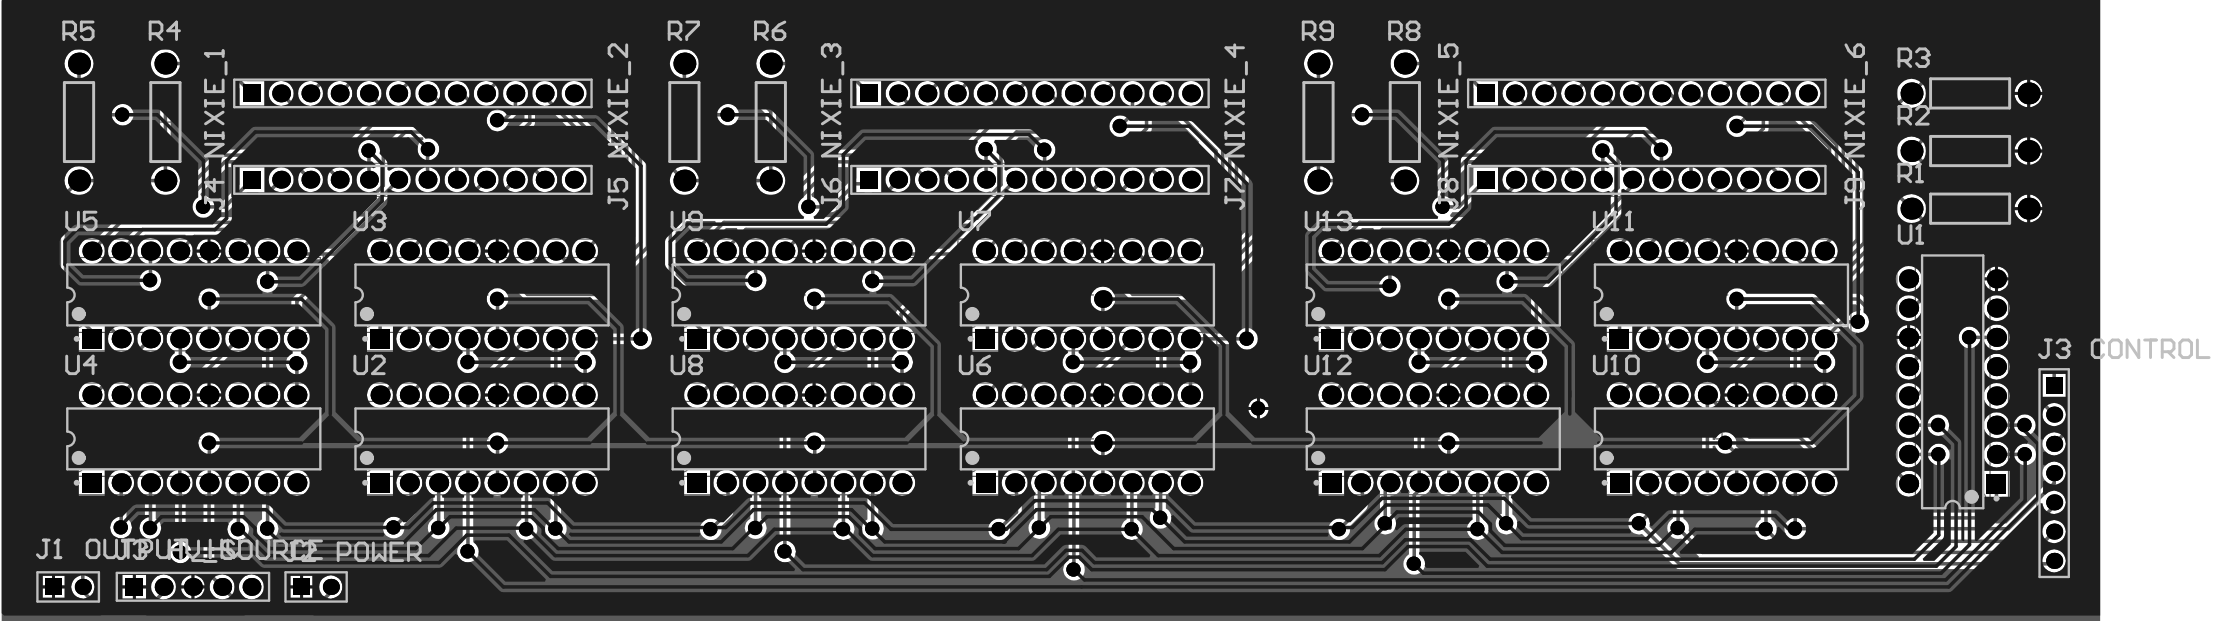 R5 R4 R7 R6 R9 R8
NIXIE_1 NIXIE_2 NIXIE_3 NIXIE_4 NIXIE_5 NIXIE_6
R3
R2
R1
J4 J5 J6 J7 J8 J9
U5 U3 U9 U7 U13 U11 U1
U4 U2 U8 U6 U12 U10
J3 CONTROL
J1 J2 POWER